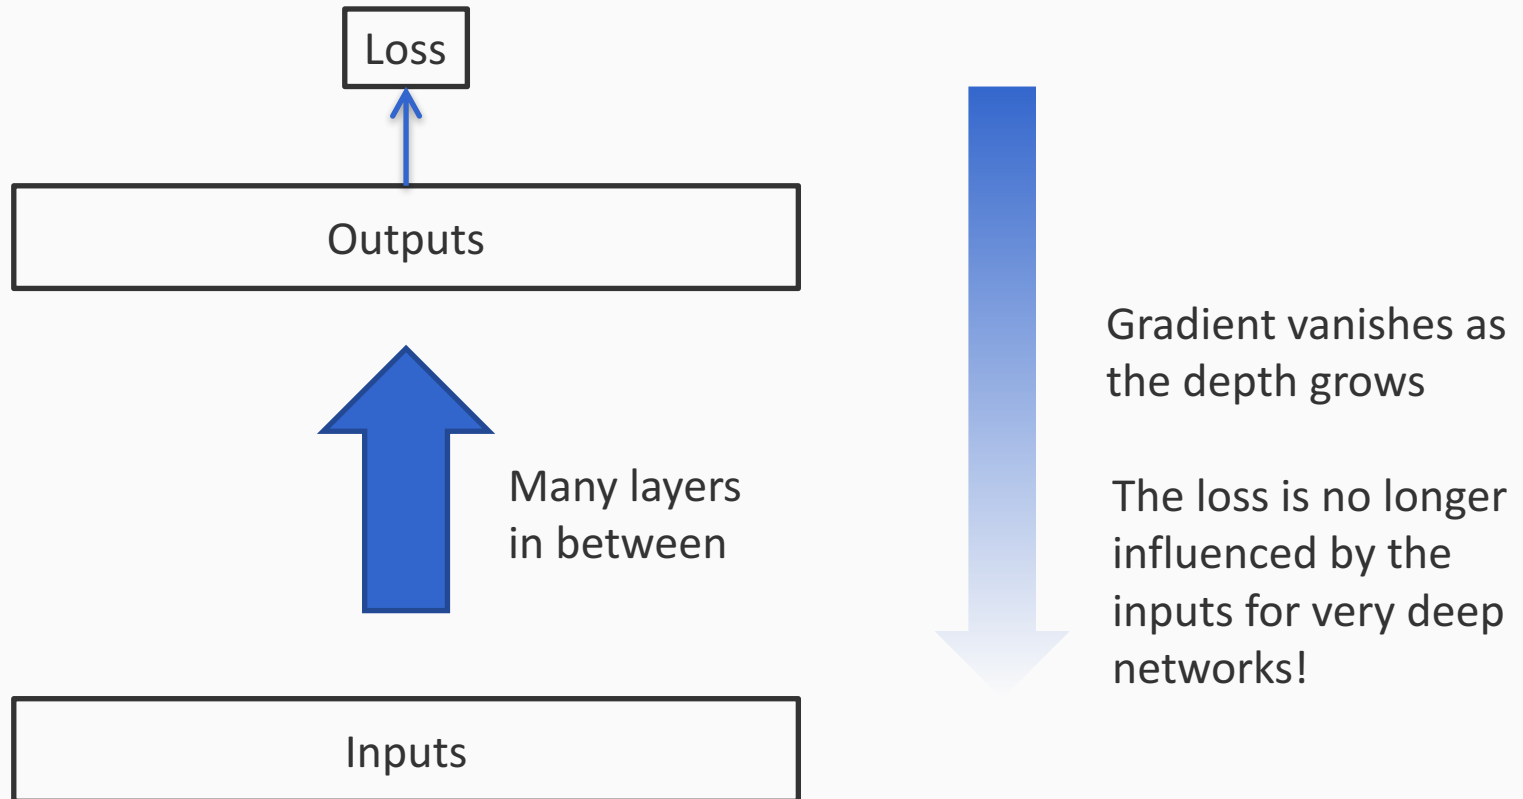 Loss
Outputs
Many layers
in between
Inputs
Gradient vanishes as
the depth grows
The loss is no longer
influenced by the
inputs for very deep
networks!